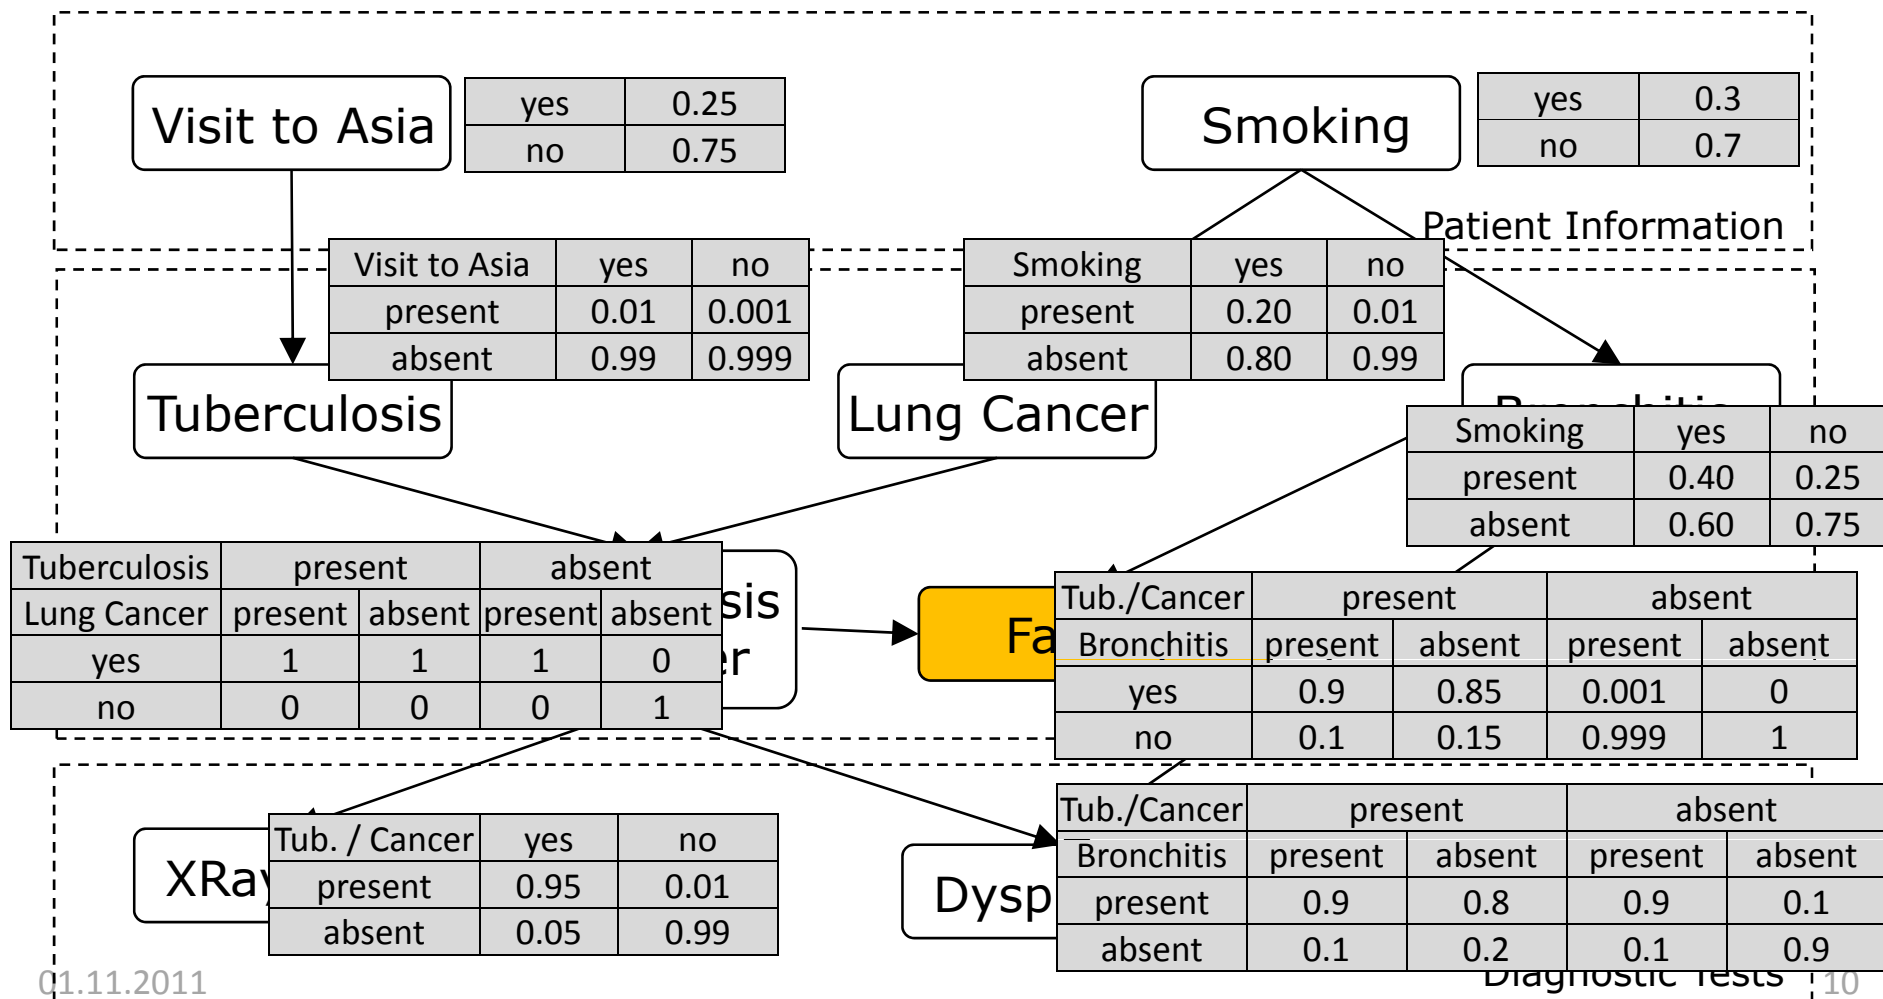 Visit to Asia
yes 0.25
no 0.75
Smoking
yes 0.3
no 0.7
Patient Information
Visit to Asia yes no
present 0.01 0.001
absent 0.99 0.999
Smoking yes no
present 0.20 0.01
absent 0.80 0.99
Tuberculosis
Lung Cancer
Smoking yes no
present 0.40 0.25
absent 0.60 0.75
Tuberculosis present absent
Lung Cancer present absent present absent
yes 1 1 1 0
no 0 0 0 1
sis
er
Fa
Tub./Cancer present absent
Bronchitis present absent present absent
yes 0.9 0.85 0.001 0
no 0.1 0.15 0.999 1
XRay
Tub. / Cancer yes no
present 0.95 0.01
absent 0.05 0.99
Dysp
Tub./Cancer present absent
Bronchitis present absent present absent
present 0.9 0.8 0.9 0.1
absent 0.1 0.2 0.1 0.9
Diagnostic Tests
01.11.2011
10